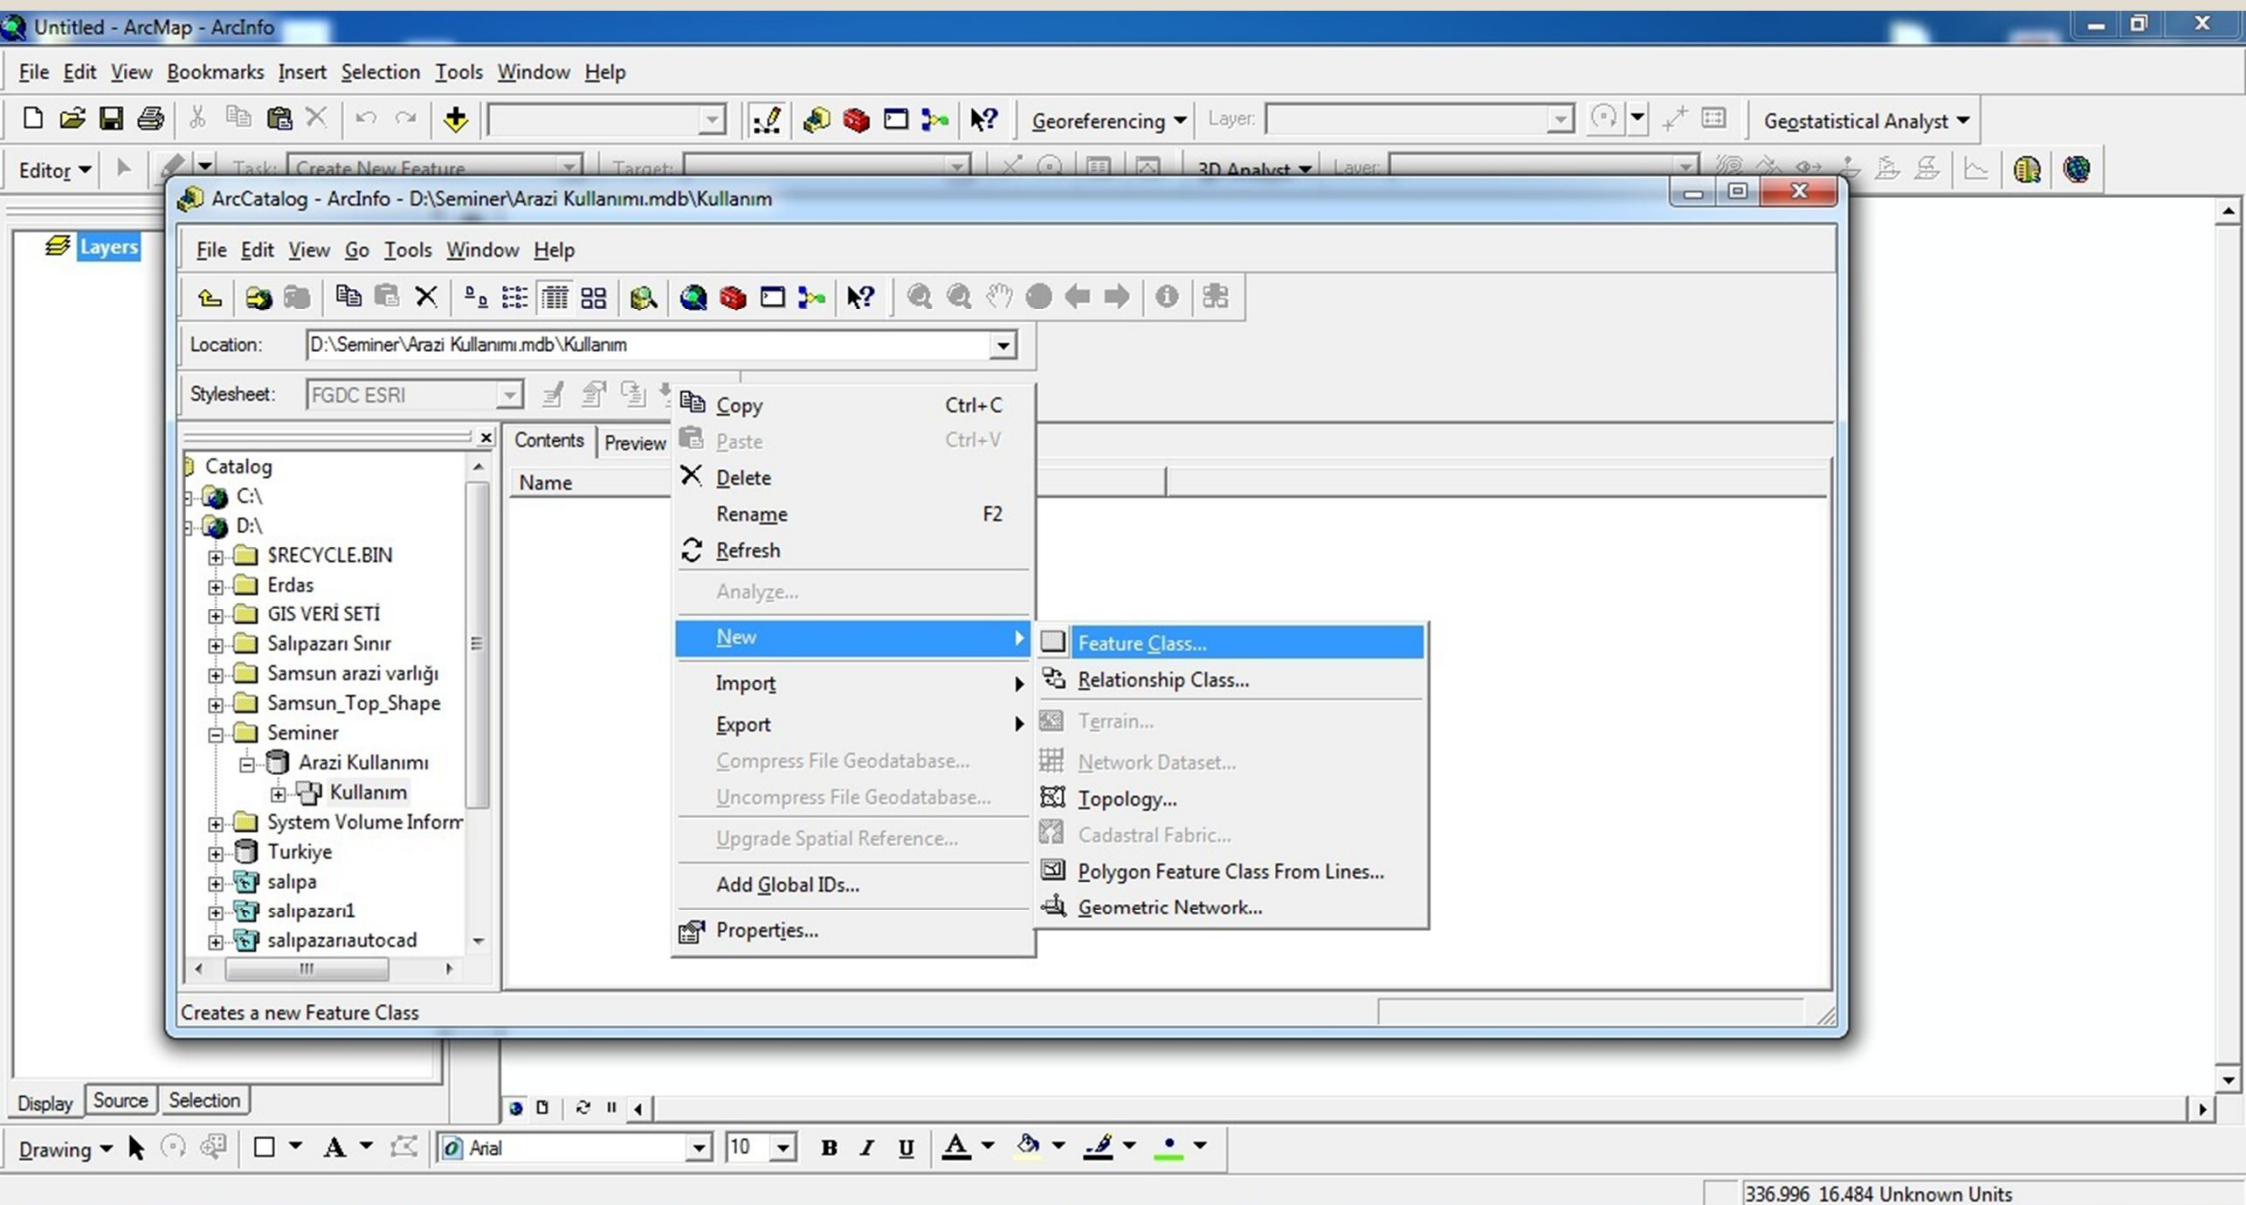 Untitled - ArcMap - ArcInfo
File Edit View Bookmarks Insert Selection Tools Window Help
Georeferencing Layer: Geostatistical Analyst
Editor Task: Create New Feature Target: 3D Analyst Layer:
ArcCatalog - ArcInfo - D:\Seminer\Arazi Kullanımı.mdb\Kullanım
Layers
File Edit View Go Tools Window Help
Location: D:\Seminer\Arazi Kullanımı.mdb\Kullanım
Stylesheet: FGDC ESRI
Contents Preview
Name
Catalog
C:\
D:\
$RECYCLE.BIN
Erdas
GIS VERİ SETİ
Salıpazarı Sınır
Samsun arazi varlığı
Samsun_Top_Shape
Seminer
Arazi Kullanımı
Kullanım
System Volume Inform
Turkiye
salıpa
salıpazarı1
salıpazarıautocad
Copy Ctrl+C
Paste Ctrl+V
Delete
Rename F2
Refresh
Analyze...
New
Import
Export
Compress File Geodatabase...
Uncompress File Geodatabase...
Upgrade Spatial Reference...
Add Global IDs...
Properties...
Feature Class...
Relationship Class...
Terrain...
Network Dataset...
Topology...
Cadastral Fabric...
Polygon Feature Class From Lines...
Geometric Network...
Creates a new Feature Class
Display Source Selection
Drawing A Arial 10 B I U A
336.996 16.484 Unknown Units